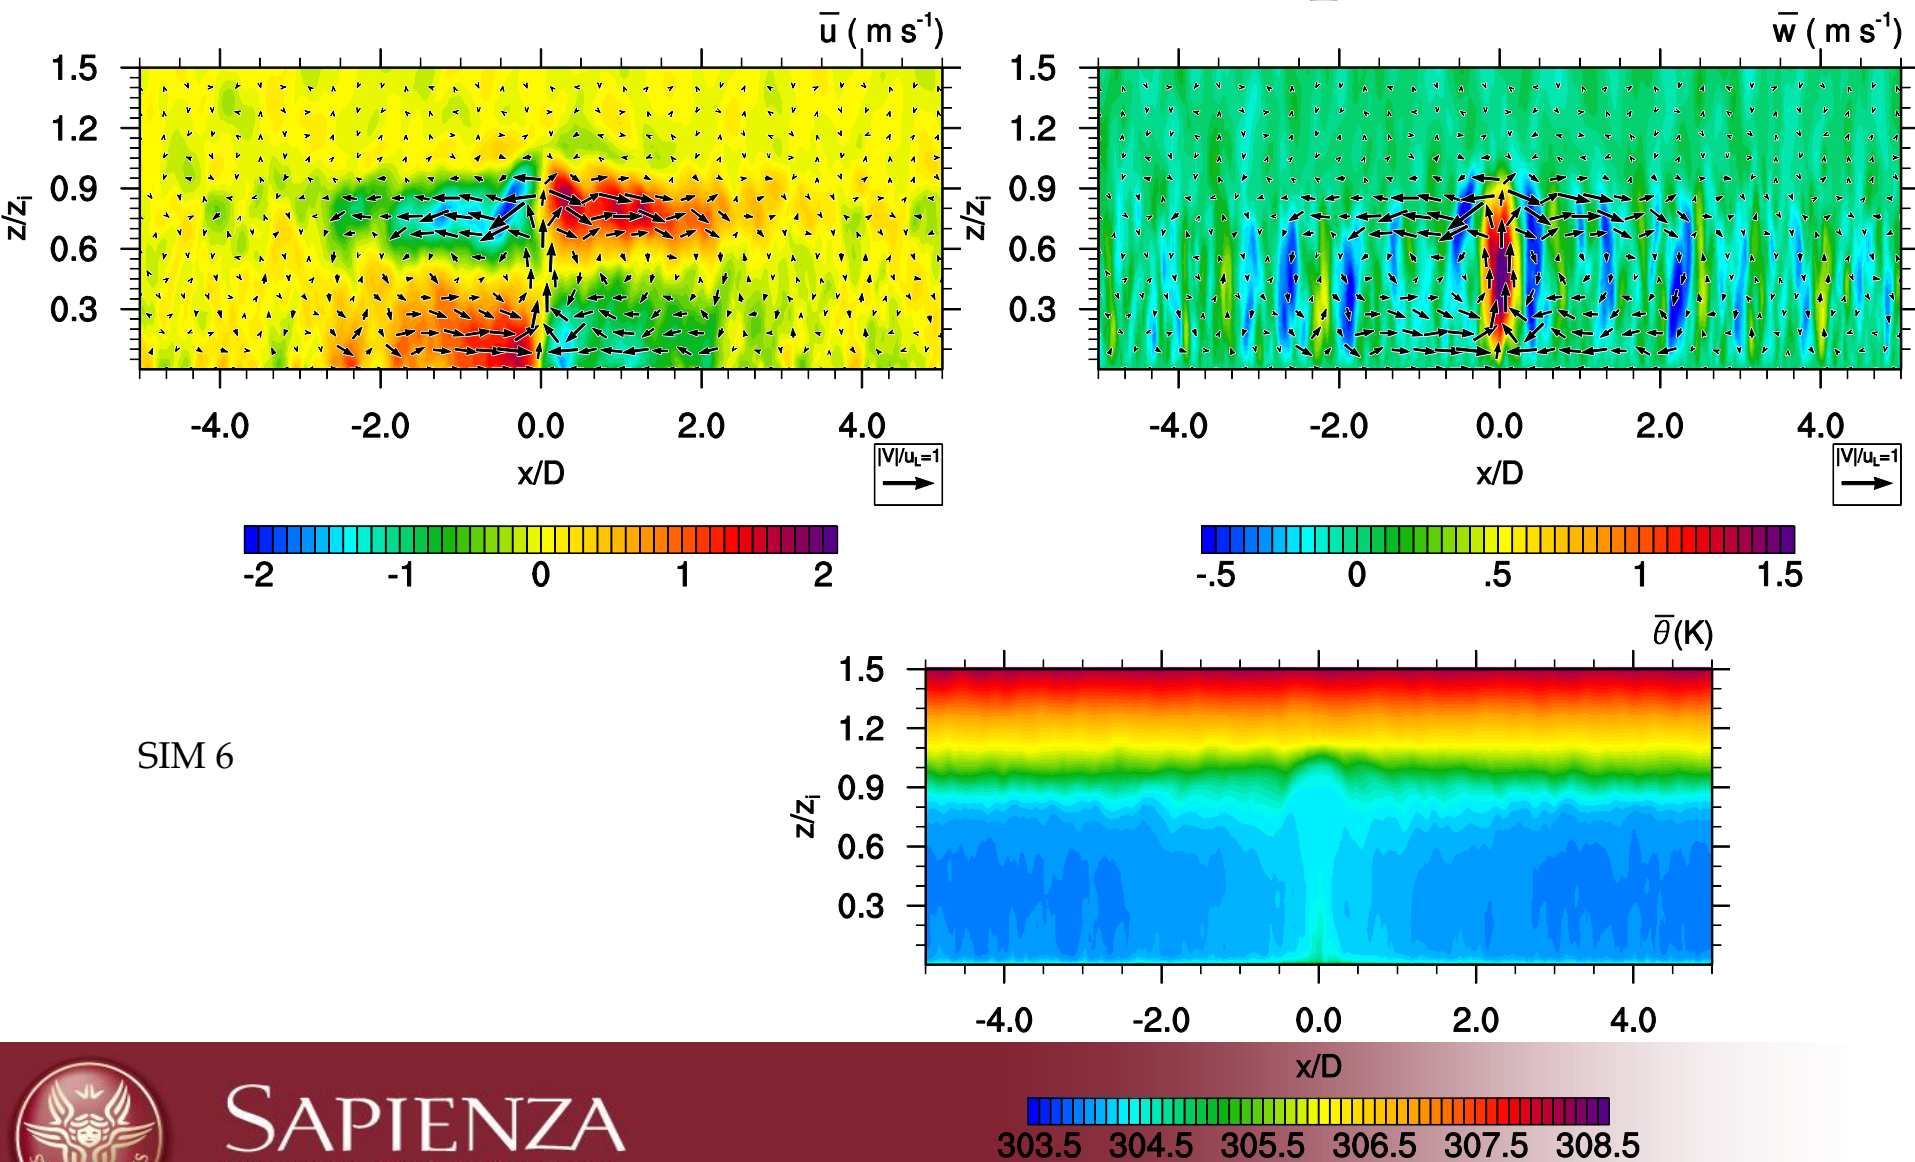 u ( m s-1)
1.5
1.2
0.9
0.6
0.3
z/zi
-4.0 -2.0 0.0 2.0 4.0
x/D
|V|/uL=1
-2 -1 0 1 2
w ( m s-1)
1.5
1.2
0.9
0.6
0.3
z/zi
-4.0 -2.0 0.0 2.0 4.0
x/D
|V|/uL=1
-.5 0 .5 1 1.5
SIM 6
θ(K)
1.5
1.2
0.9
0.6
0.3
z/zi
-4.0 -2.0 0.0 2.0 4.0
x/D
303.5 304.5 305.5 306.5 307.5 308.5
SAPIENZA